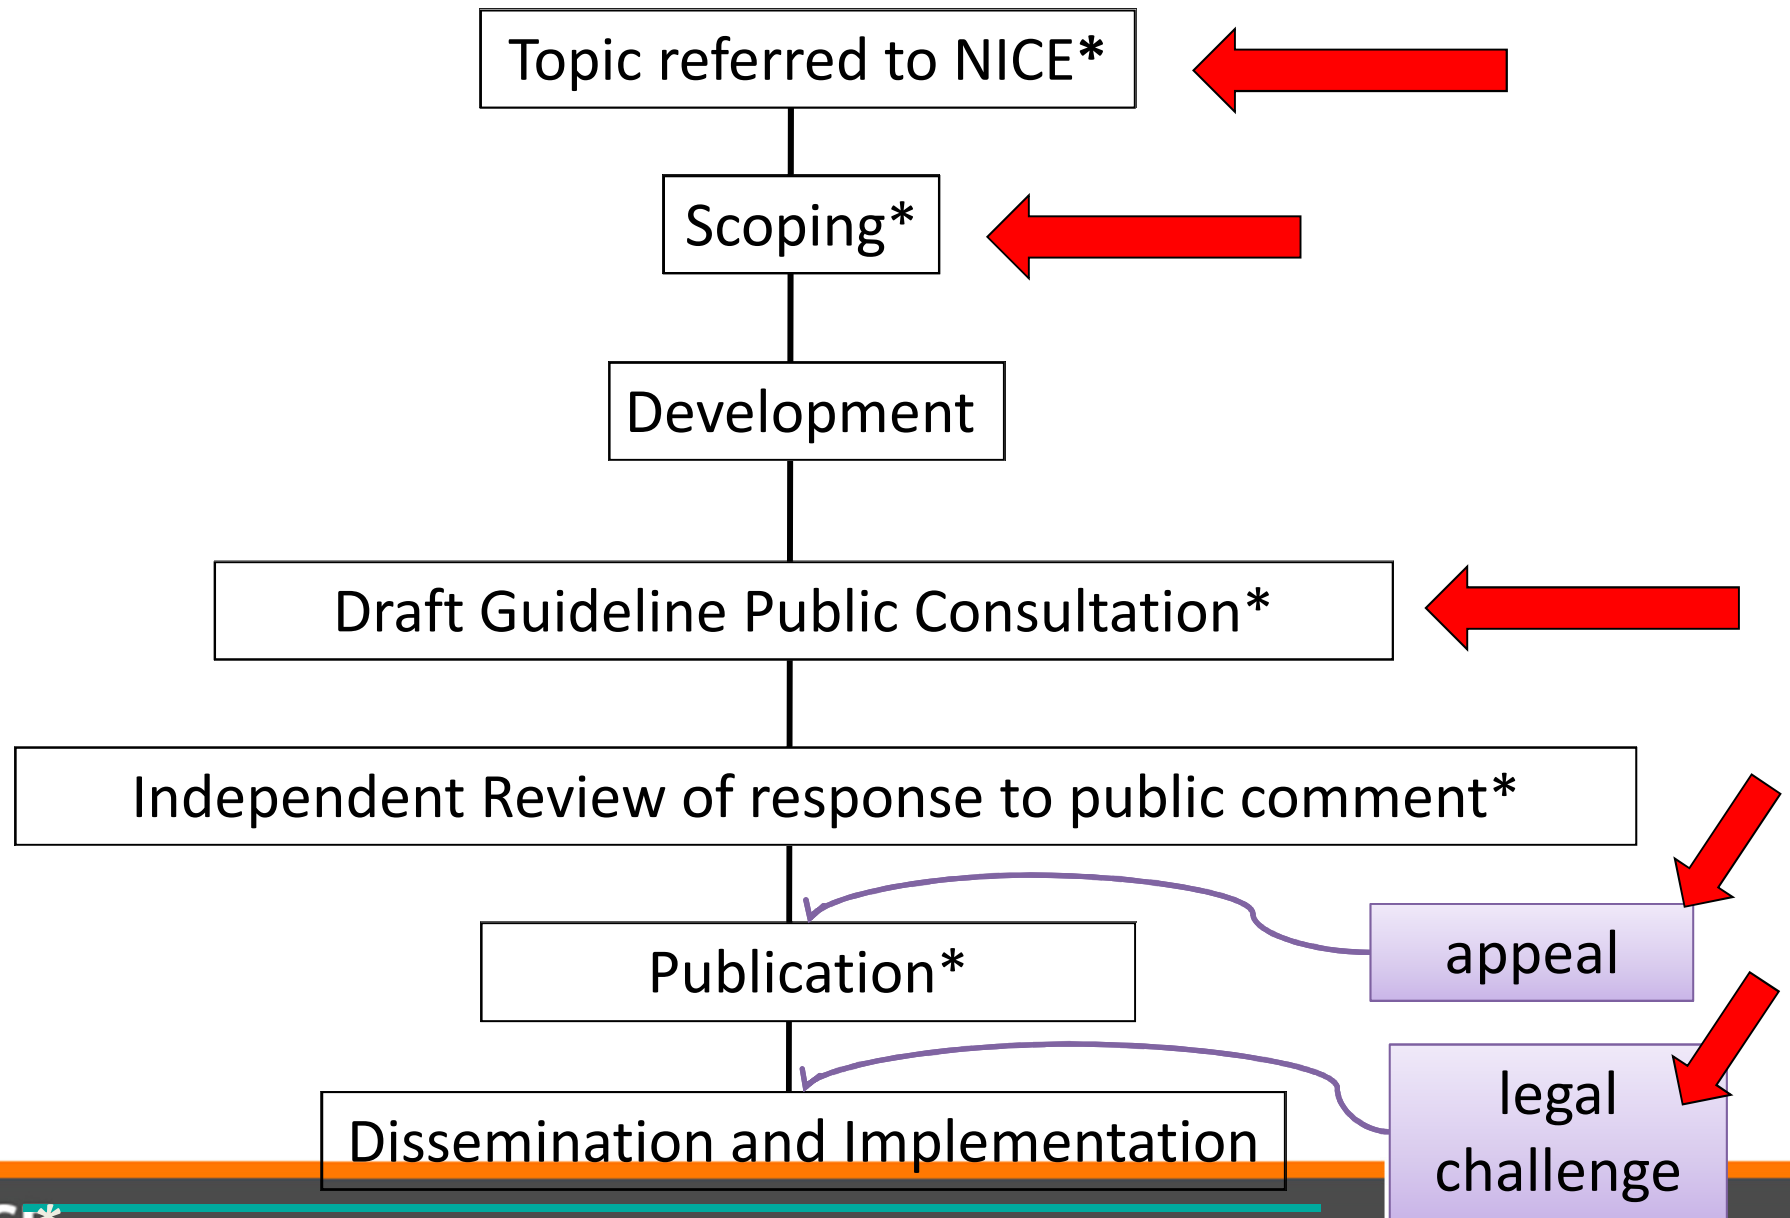 Topic referred to NICE*
Scoping*
Development
Draft Guideline Public Consultation*
Independent Review of response to public comment*
appeal
Publication*
legal
challenge
Dissemination and Implementation